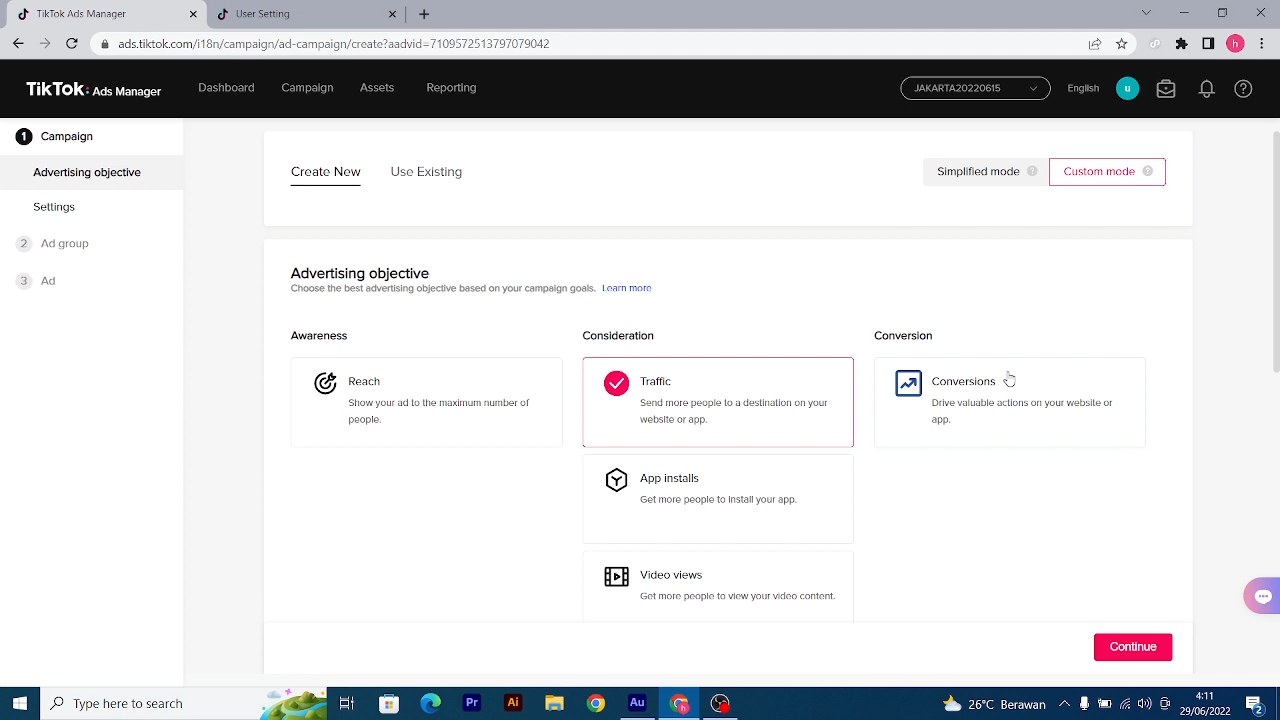 TikTok Ads Manager
User Setting
ads.tiktok.com/i18n/campaign/ad-campaign/create?aadvid=7109572513797079042
h
TikTok: Ads Manager
Dashboard
Campaign
Assets
Reporting
JAKARTA20220615
English
u
1 Campaign
Advertising objective
Settings
2 Ad group
3 Ad
Create New
Use Existing
Simplified mode ?
Custom mode ?
Advertising objective
Choose the best advertising objective based on your campaign goals. Learn more
Awareness
Reach
Show your ad to the maximum number of
people.
Consideration
Traffic
Send more people to a destination on your
website or app.
App installs
Get more people to install your app.
Video views
Get more people to view your video content.
Conversion
Conversions
Drive valuable actions on your website or
app.
Continue
Type here to search
Pr
Ai
Au
h
26°C Berawan
4:11
29/06/2022
2